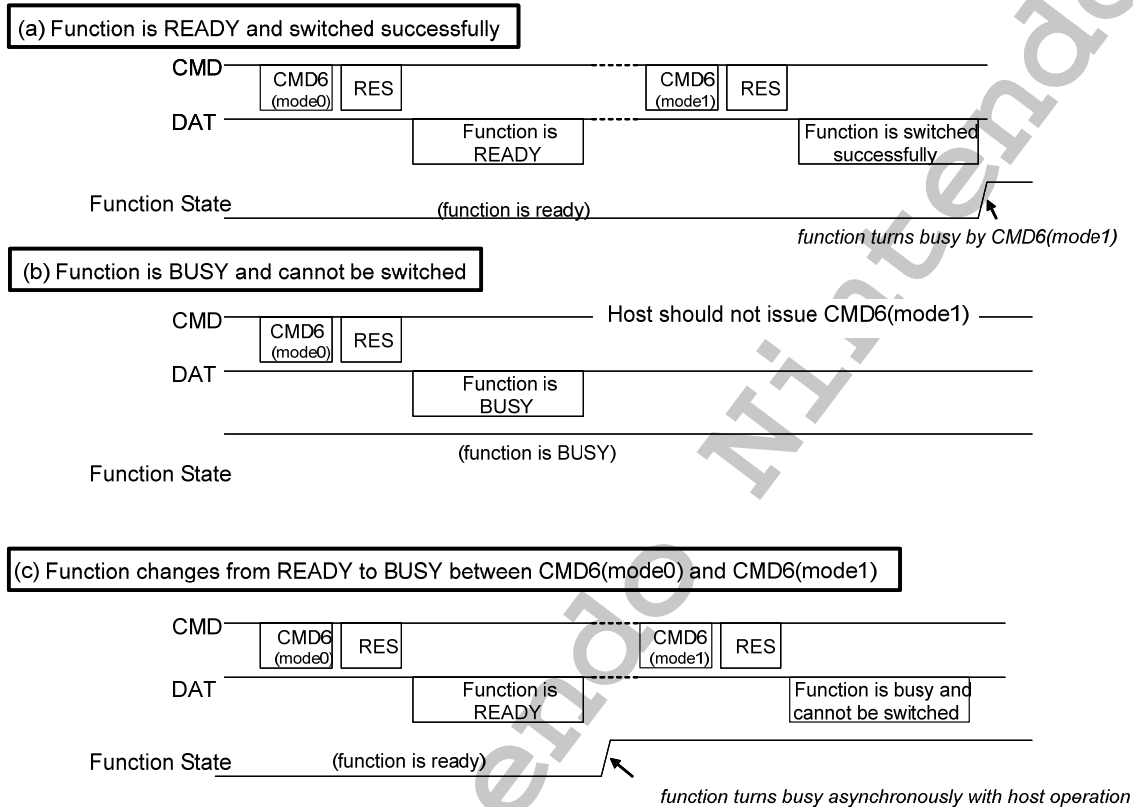 (a) Function is READY and switched successfully
CMD
CMD6
(mode0)
RES
CMD6
(mode1)
RES
DAT
Function is
READY
Function is switched
successfully
Function State
(function is ready)
function turns busy by CMD6(mode1)
(b) Function is BUSY and cannot be switched
CMD
CMD6
(mode0)
RES
Host should not issue CMD6(mode1)
DAT
Function is
BUSY
(function is BUSY)
Function State
(c) Function changes from READY to BUSY between CMD6(mode0) and CMD6(mode1)
CMD
CMD6
(mode0)
RES
CMD6
(mode1)
RES
DAT
Function is
READY
Function is busy and
cannot be switched
Function State
(function is ready)
function turns busy asynchronously with host operation
Nintendo
endo